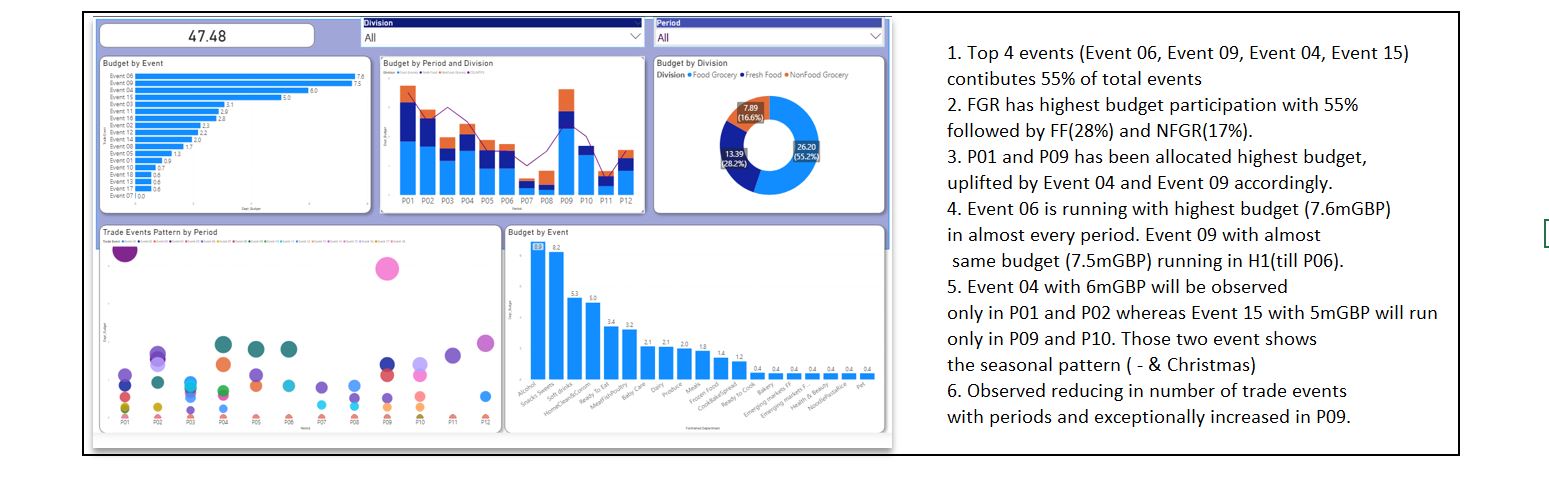 47.48
Division
All
Period
All
Budget by Event
Event 06 7.6
Event 09 7.5
Event 04 6.0
Event 15 5.0
Event 03 3.1
Event 11 2.9
Event 16 2.8
Event 02 2.3
Event 12 2.2
Event 14 2.0
Event 08 1.7
Event 05 1.3
Event 01 0.9
Event 10 0.7
Event 18 0.6
Event 13 0.6
Event 17 0.6
Event 07 0.0
Budget by Period and Division
P01 P02 P03 P04 P05 P06 P07 P08 P09 P10 P11 P12
Budget by Division
Division Food Grocery Fresh Food NonFood Grocery
7.89
(16.6%)
13.39
(28.2%)
26.20
(55.2%)
Trade Events Pattern by Period
P01 P02 P03 P04 P05 P06 P07 P08 P09 P10 P11 P12
Budget by Event
8.2 5.3 5.0 3.4 3.2 2.1 2.1 2.0 1.8 1.4 1.2 0.4 0.4 0.4 0.4 0.4 0.4 0.4
Alcohol
Snacks Sweets
Soft drinks
Ready To Eat
Baby Care
Dairy
Produce
Meals
Frozen Food
Ready to Cook
Bakery
Emerging markets FF
Emerging markets F...
Health & Beauty
Pet
1. Top 4 events (Event 06, Event 09, Event 04, Event 15)
contibutes 55% of total events
2. FGR has highest budget participation with 55%
followed by FF(28%) and NFGR(17%).
3. P01 and P09 has been allocated highest budget,
uplifted by Event 04 and Event 09 accordingly.
4. Event 06 is running with highest budget (7.6mGBP)
in almost every period. Event 09 with almost
same budget (7.5mGBP) running in H1(till P06).
5. Event 04 with 6mGBP will be observed
only in P01 and P02 whereas Event 15 with 5mGBP will run
only in P09 and P10. Those two event shows
the seasonal pattern ( - & Christmas)
6. Observed reducing in number of trade events
with periods and exceptionally increased in P09.